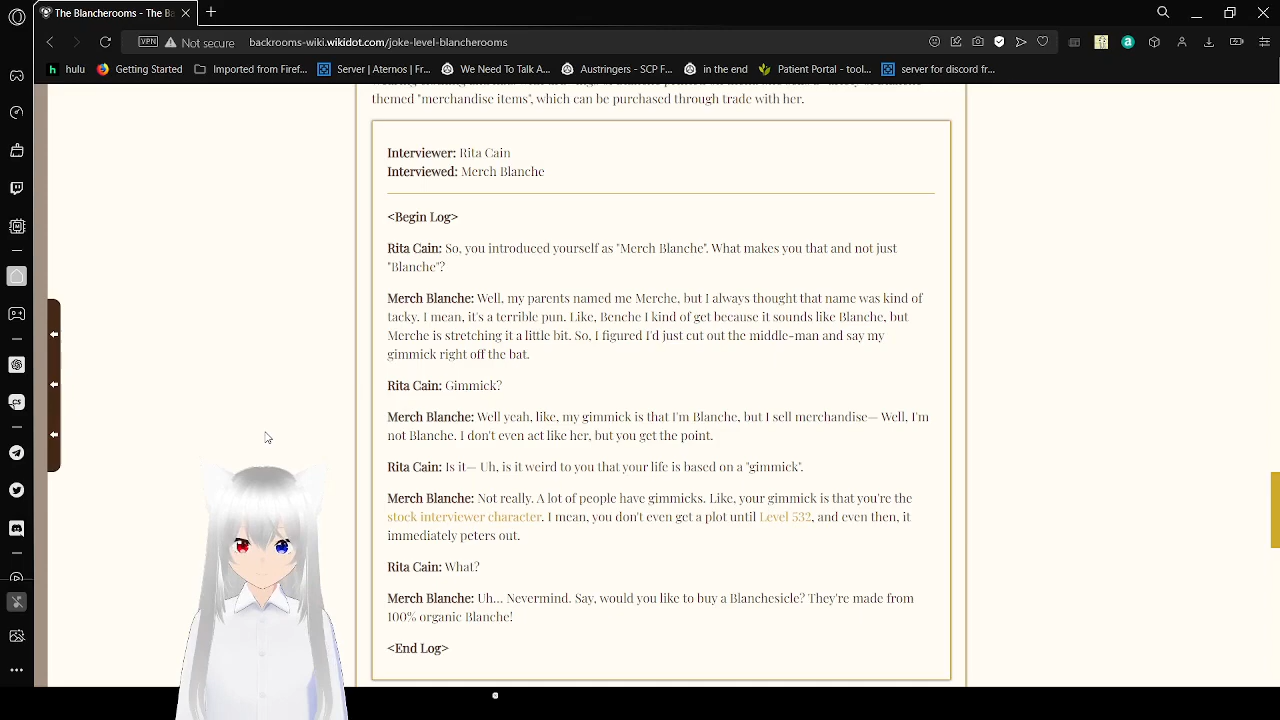 The Blancherooms - The Ba
VPN
Not secure
backrooms-wiki.wikidot.com/joke-level-blancherooms
hulu
Getting Started
Imported from Firef...
Server | Aternos | Fr...
We Need To Talk A...
Austringers - SCP F...
in the end
Patient Portal - tool...
server for discord fr...
themed "merchandise items", which can be purchased through trade with her.
Interviewer: Rita Cain
Interviewed: Merch Blanche
<Begin Log>
Rita Cain: So, you introduced yourself as "Merch Blanche". What makes you that and not just
"Blanche"?
Merch Blanche: Well, my parents named me Merche, but I always thought that name was kind of
tacky. I mean, it's a terrible pun. Like, Benche I kind of get because it sounds like Blanche, but
Merche is stretching it a little bit. So, I figured I'd just cut out the middle-man and say my
gimmick right off the bat.
Rita Cain: Gimmick?
Merch Blanche: Well yeah, like, my gimmick is that I'm Blanche, but I sell merchandise— Well, I'm
not Blanche. I don't even act like her, but you get the point.
Rita Cain: Is it— Uh, is it weird to you that your life is based on a "gimmick".
Merch Blanche: Not really. A lot of people have gimmicks. Like, your gimmick is that you're the
stock interviewer character. I mean, you don't even get a plot until Level 532, and even then, it
immediately peters out.
Rita Cain: What?
Merch Blanche: Uh... Nevermind. Say, would you like to buy a Blanchesicle? They're made from
100% organic Blanche!
<End Log>